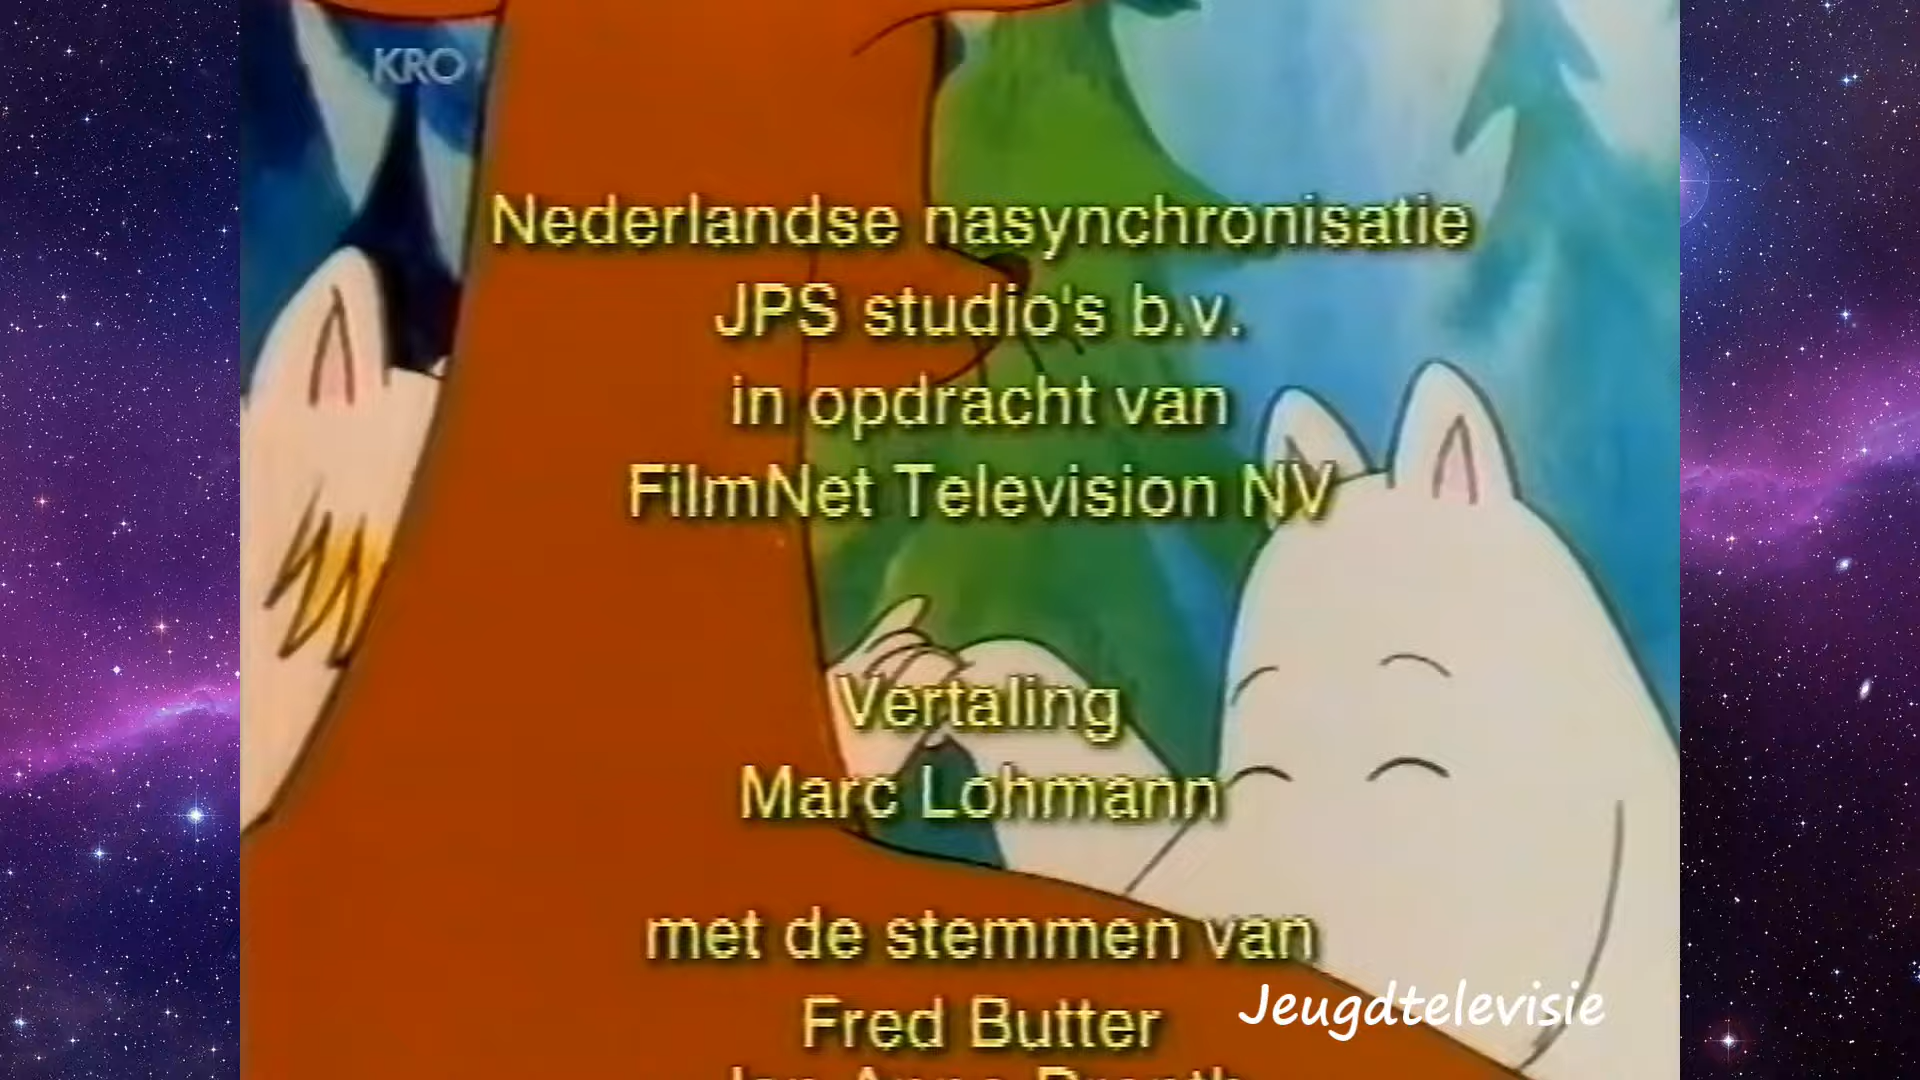 KRO
Nederlandse nasynchronisatie
JPS studio's b.v.
in opdracht van
FilmNet Television NV
Vertaling
Marc Lohmann
met de stemmen van
Fred Butter
Jeugdtelevisie